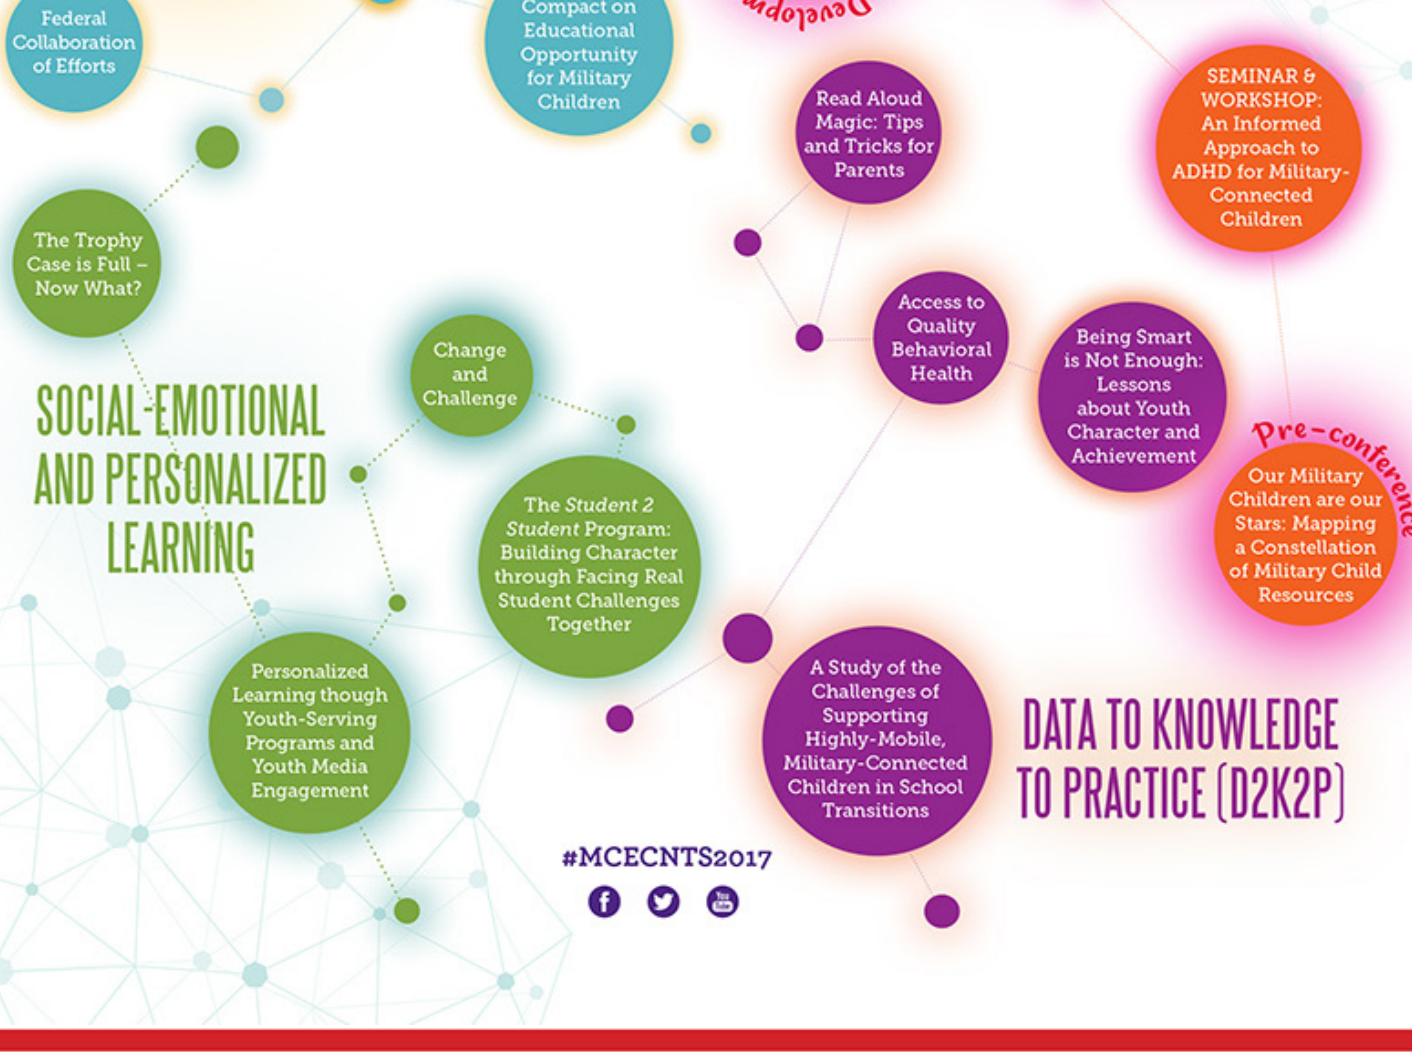 Federal
Collaboration
of Efforts
Compact on
Educational
Opportunity
for Military
Children
Read Aloud
Magic: Tips
and Tricks for
Parents
SEMINAR &
WORKSHOP:
An Informed
Approach to
ADHD for Military-
Connected
Children
The Trophy
Case is Full –
Now What?
Change
and
Challenge
Access to
Quality
Behavioral
Health
Being Smart
is Not Enough:
Lessons
about Youth
Character and
Achievement
Pre-conference
Our Military
Children are our
Stars: Mapping
a Constellation
of Military Child
Resources
SOCIAL-EMOTIONAL
AND PERSONALIZED
LEARNING
The Student 2
Student Program:
Building Character
through Facing Real
Student Challenges
Together
Personalized
Learning though
Youth-Serving
Programs and
Youth Media
Engagement
A Study of the
Challenges of
Supporting
Highly-Mobile,
Military-Connected
Children in School
Transitions
DATA TO KNOWLEDGE
TO PRACTICE (D2K2P)
#MCECNTS2017
f
You
Tube